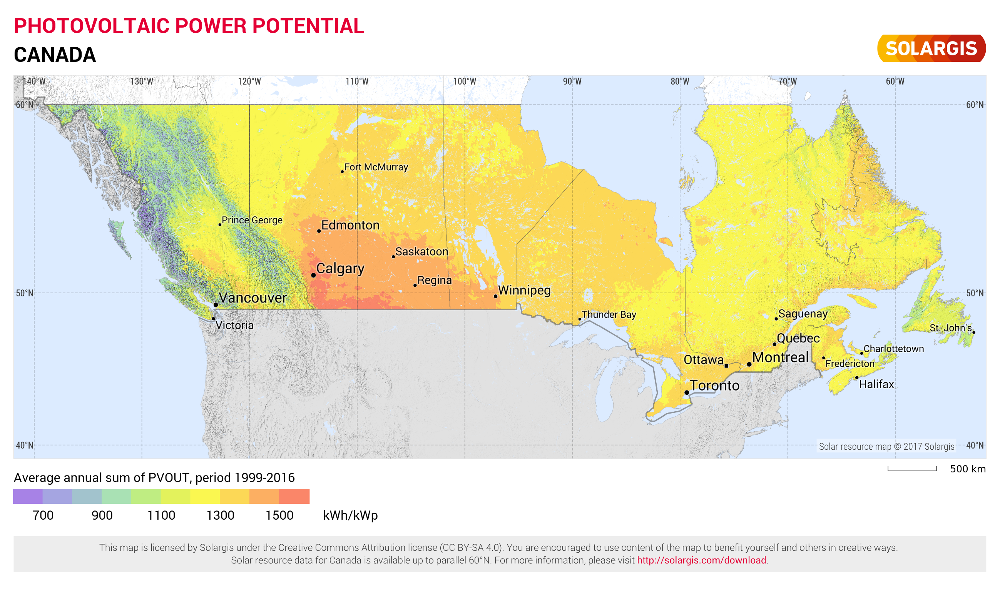 PHOTOVOLTAIC POWER POTENTIAL
CANADA
SOLARGIS
140°W 130°W 120°W 110°W 100°W 90°W 80°W 70°W 60°W
60°N 60°N
Fort McMurray
Prince George
Edmonton
Saskatoon
Calgary
Regina
Winnipeg
50°N 50°N
Vancouver
Thunder Bay
Saguenay
Victoria
St. John's
Quebec
Charlottetown
Ottawa
Montreal
Fredericton
Toronto
Halifax
40°N 40°N
Solar resource map © 2017 Solargis
500 km
Average annual sum of PVOUT, period 1999-2016
700 900 1100 1300 1500 kWh/kWp
This map is licensed by Solargis under the Creative Commons Attribution license (CC BY-SA 4.0). You are encouraged to use content of the map to benefit yourself and others in creative ways.
Solar resource data for Canada is available up to parallel 60°N. For more information, please visit http://solargis.com/download.